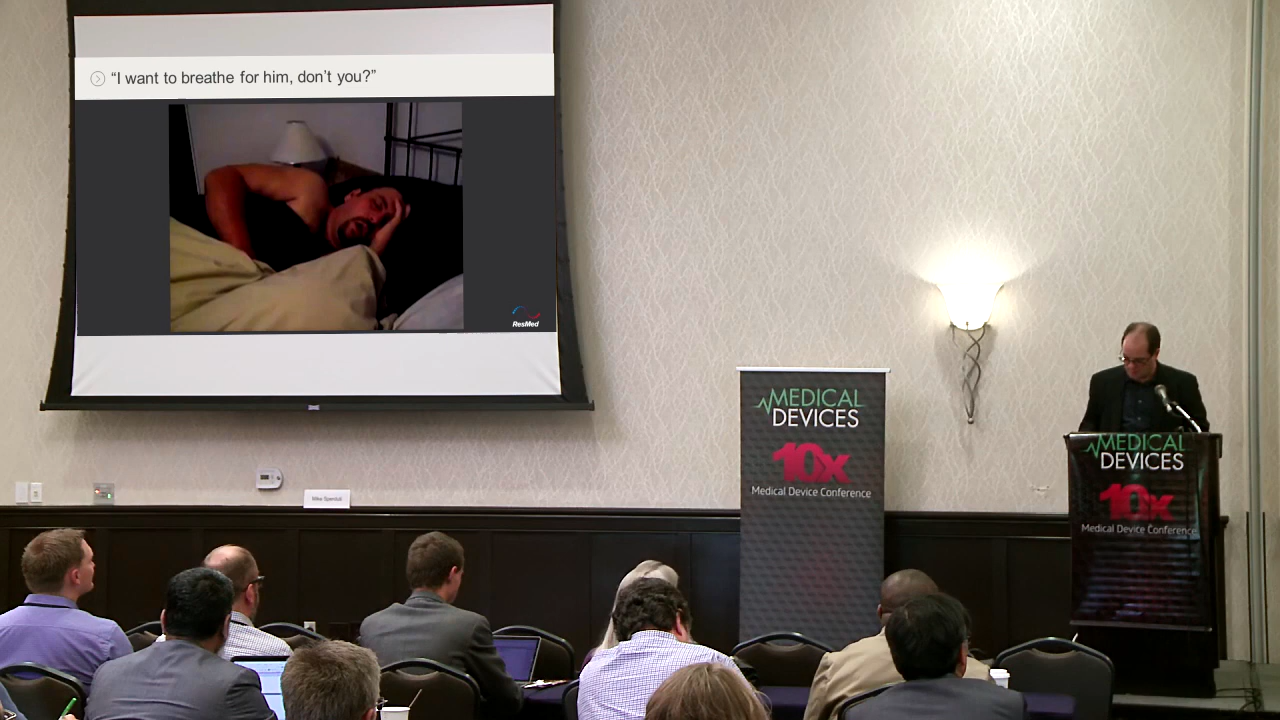 “I want to breathe for him, don’t you?”
ResMed
MEDICAL
DEVICES
10x
Medical Device Conference
MEDICAL
DEVICES
10x
Medical Device Conference